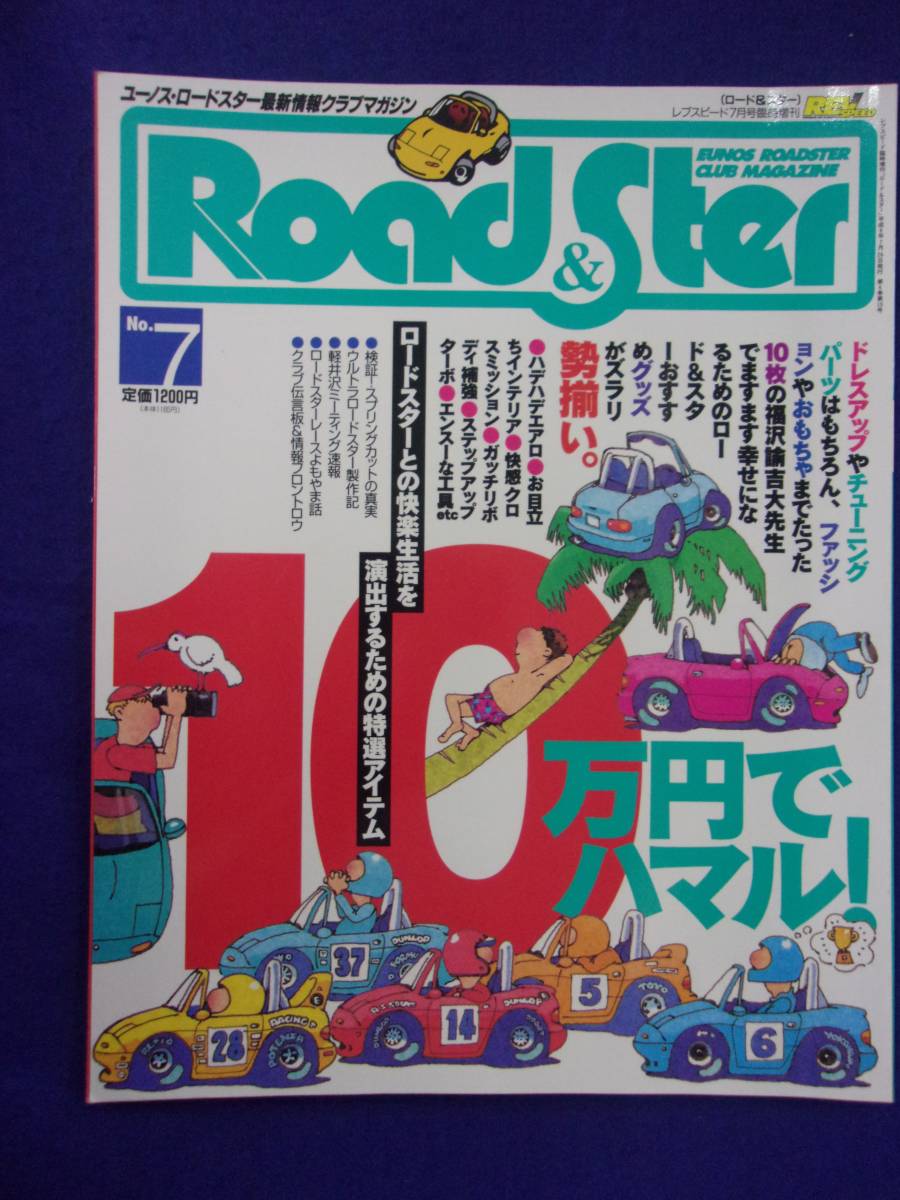 ユーノス・ロードスター最新情報クラブマガジン
(ロード&スター)
レブスピード7月号臨時増刊
REV SPEED
Road&Ster
EUNOS ROADSTER
CLUB MAGAZINE
No.7
定価1200円
ドレスアップやチューニング
パーツはもちろん、ファッシ
ョンやおもちゃまでたった
10枚の福沢諭吉大先生
でますます幸せにな
るためのロー
ド&スタ
ーおすす
めグッズ
がズラリ
勢揃い。
●ハデハデエアロ●お目立
ちインテリア●快感クロ
スミッション●ガッチリボ
ディ補強●ステップアップ
ターボ●エンスーな工具etc
ロードスターとの快楽生活を
演出するための特選アイテム
●検証!スプリングカットの真実
●ウルトラロードスター製作記
●軽井沢ミーティング速報
●ロードスターレースよもやま話
●クラブ伝言板&情報フロントロウ
10
万円で
ハマル!
37
DUNLOP
5
TOYO
14
DUNLOP
28
RACING
POTENZA
6